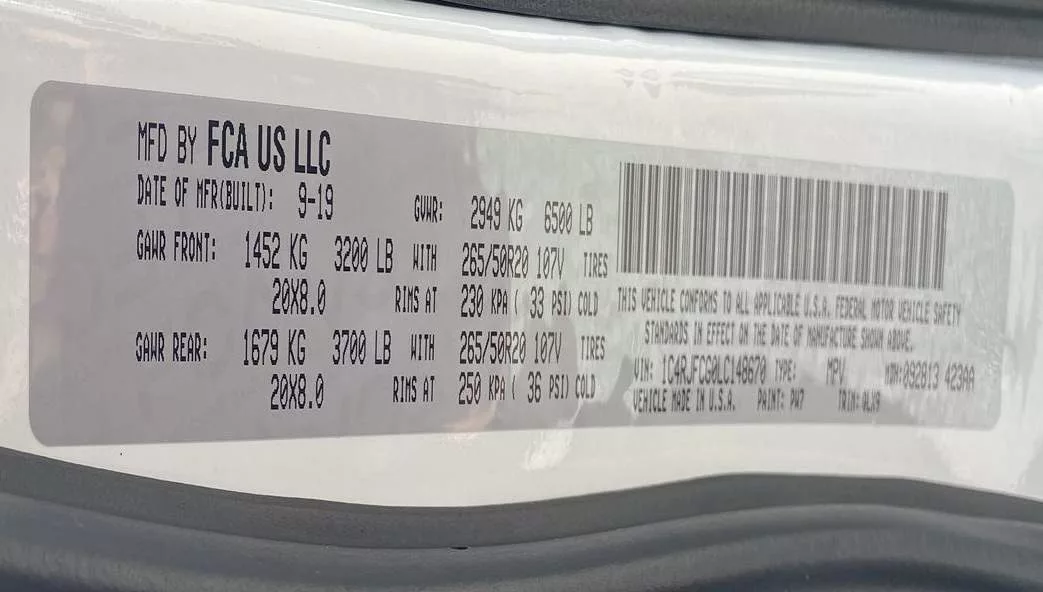 MFD BY FCA US LLC
DATE OF MFR(BUILT): 9-19 GVWR: 2949 KG 6500 LB
GAWR FRONT: 1452 KG 3200 LB WITH 265/50R20 107V TIRES
20X8.0 RIMS AT 230 KPA ( 33 PSI) COLD
GAWR REAR: 1679 KG 3700 LB WITH 265/50R20 107V TIRES
20X8.0 RIMS AT 250 KPA ( 36 PSI) COLD
THIS VEHICLE CONFORMS TO ALL APPLICABLE U.S.A. FEDERAL MOTOR VEHICLE SAFETY
STANDARDS IN EFFECT ON THE DATE OF MANUFACTURE SHOWN ABOVE.
VIN: 1C4RJFCG0LC148670 TYPE: MPV 092813 423AA
VEHICLE MADE IN U.S.A. PAINT: PW7 TRIM: